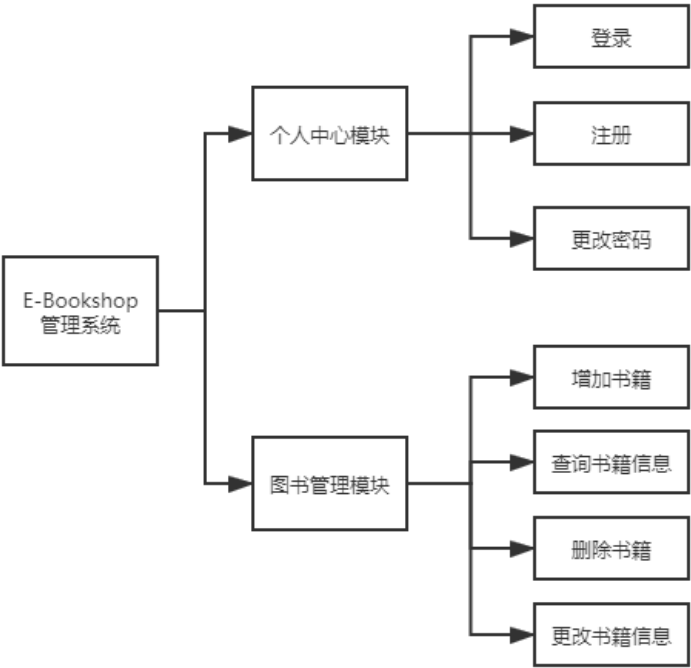 E-Bookshop
管理系统
个人中心模块
登录
注册
更改密码
图书管理模块
增加书籍
查询书籍信息
删除书籍
更改书籍信息